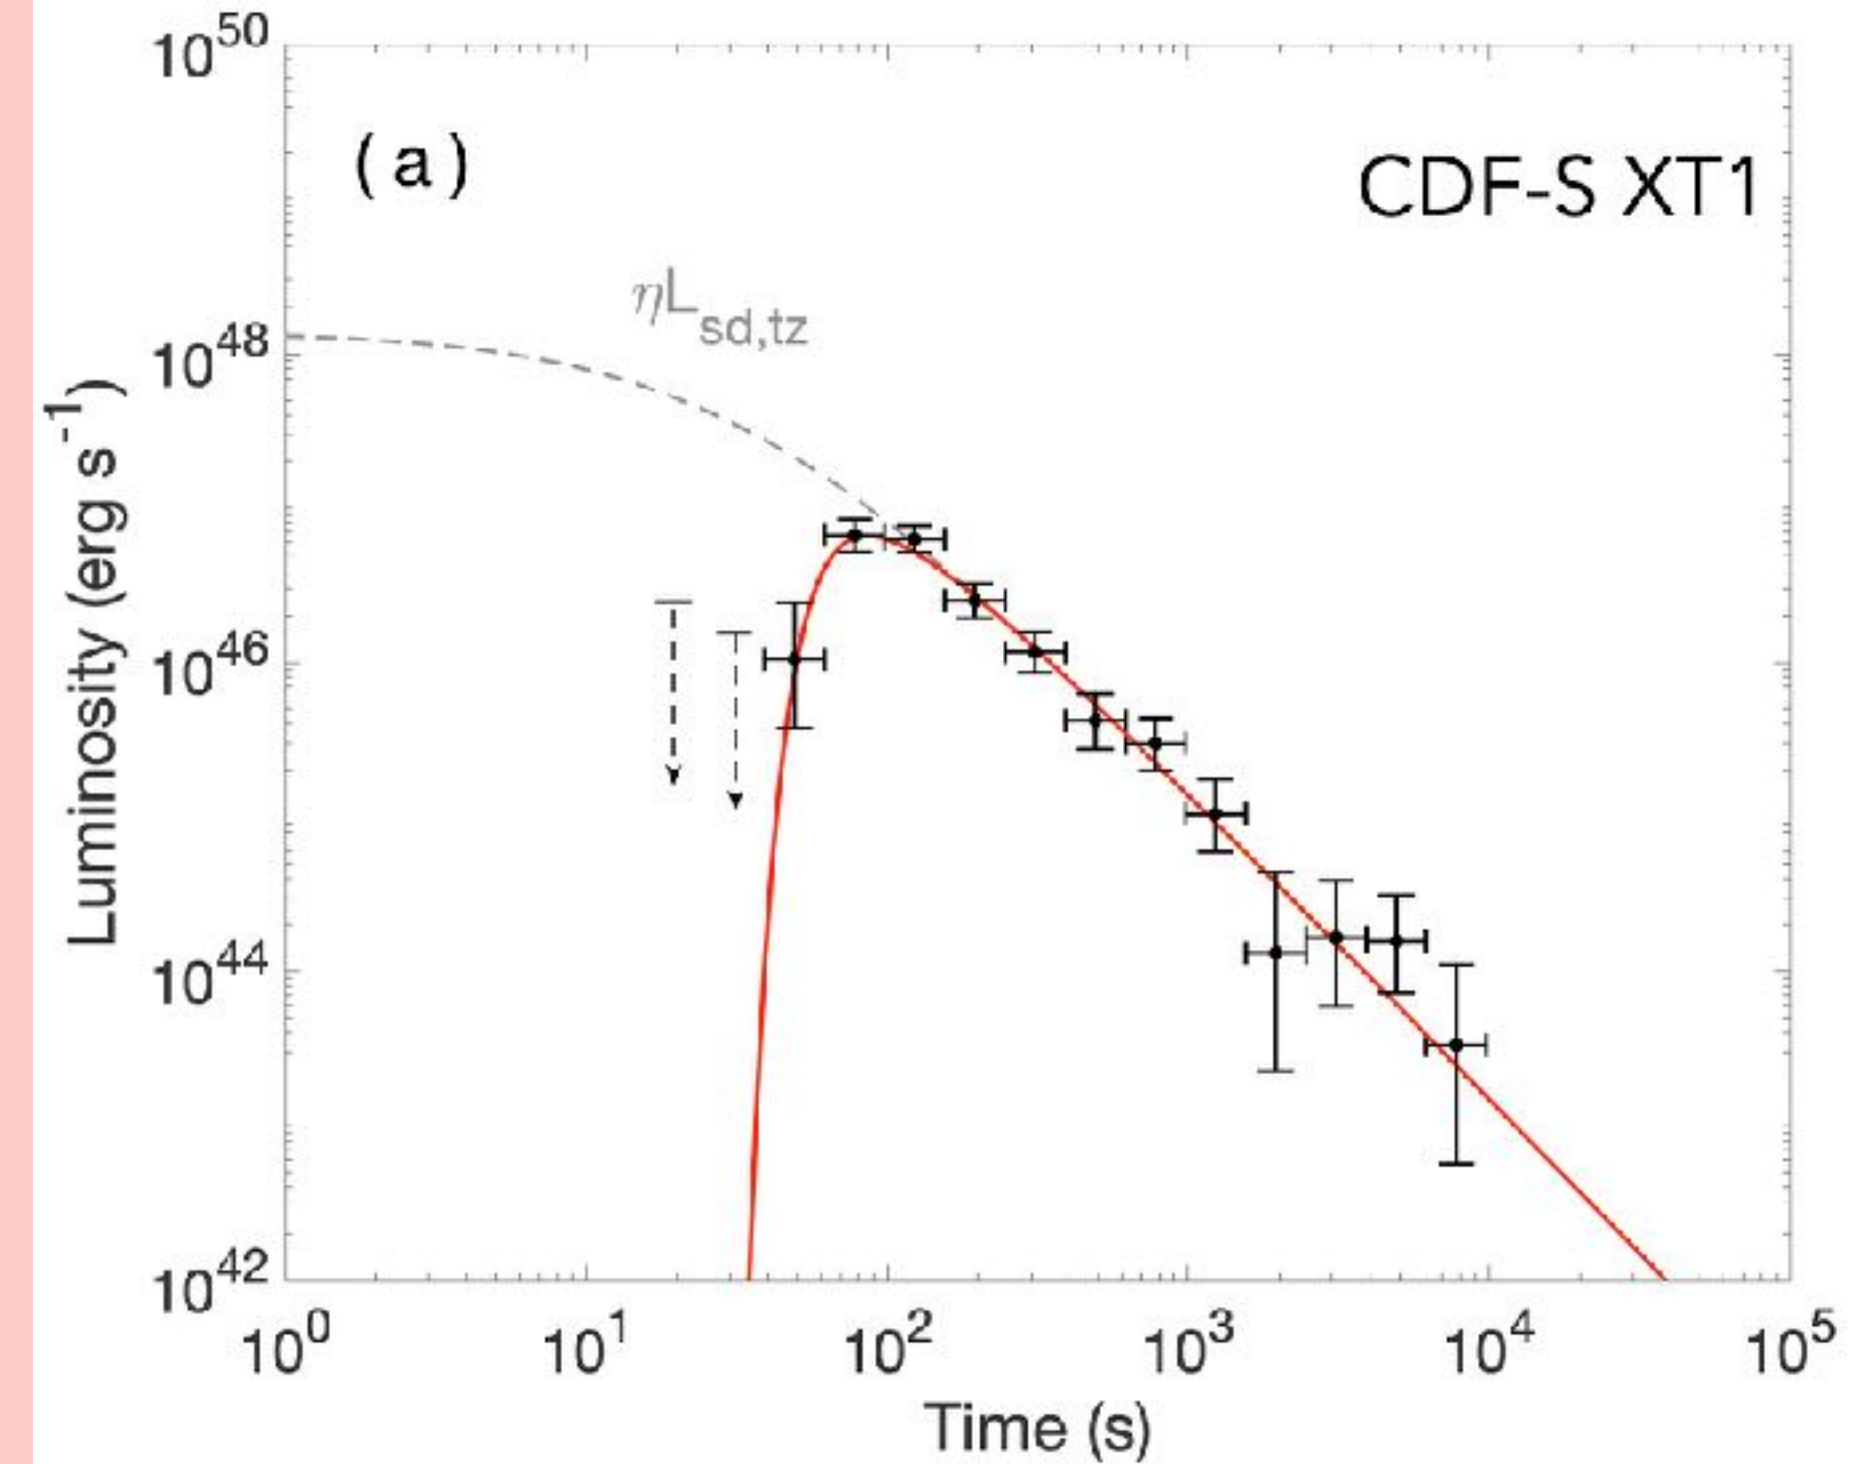 10^50
( a )
CDF-S XT1
ηL_sd,tz
10^48
Luminosity (erg s^-1)
10^46
10^44
10^42
10^0 10^1 10^2 10^3 10^4 10^5
Time (s)